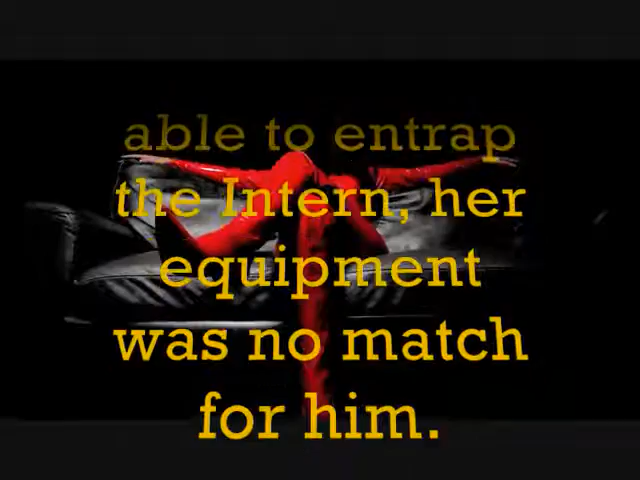 able to entrap
the Intern, her
equipment
was no match
for him.